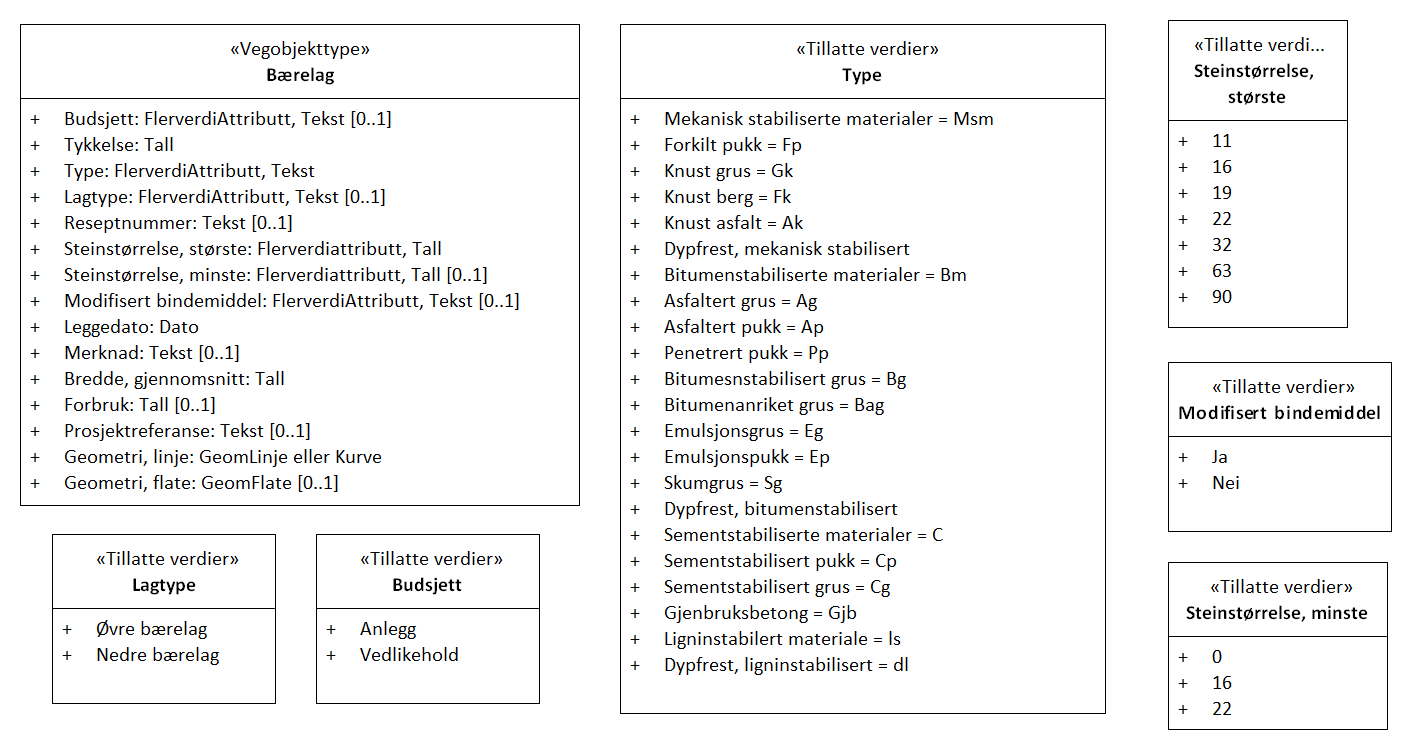 «Vegobjekttype»
Bærelag
+ Budsjett: FlerverdiAttributt, Tekst [0..1]
+ Tykkelse: Tall
+ Type: FlerverdiAttributt, Tekst
+ Lagtype: FlerverdiAttributt, Tekst [0..1]
+ Reseptnummer: Tekst [0..1]
+ Steinstørrelse, største: Flerverdiattributt, Tall
+ Steinstørrelse, minste: Flerverdiattributt, Tall [0..1]
+ Modifisert bindemiddel: FlerverdiAttributt, Tekst [0..1]
+ Leggedato: Dato
+ Merknad: Tekst [0..1]
+ Bredde, gjennomsnitt: Tall
+ Forbruk: Tall [0..1]
+ Prosjektreferanse: Tekst [0..1]
+ Geometri, linje: GeomLinje eller Kurve
+ Geometri, flate: GeomFlate [0..1]
«Tillatte verdier»
Lagtype
+ Øvre bærelag
+ Nedre bærelag
«Tillatte verdier»
Budsjett
+ Anlegg
+ Vedlikehold
«Tillatte verdier»
Type
+ Mekanisk stabiliserte materialer = Msm
+ Forkilt pukk = Fp
+ Knust grus = Gk
+ Knust berg = Fk
+ Knust asfalt = Ak
+ Dypfrest, mekanisk stabilisert
+ Bitumenstabiliserte materialer = Bm
+ Asfaltert grus = Ag
+ Asfaltert pukk = Ap
+ Penetrert pukk = Pp
+ Bitumesnstabilisert grus = Bg
+ Bitumenanriket grus = Bag
+ Emulsjonsgrus = Eg
+ Emulsjonspukk = Ep
+ Skumgrus = Sg
+ Dypfrest, bitumenstabilisert
+ Sementstabiliserte materialer = C
+ Sementstabilisert pukk = Cp
+ Sementstabilisert grus = Cg
+ Gjenbruksbetong = Gjb
+ Ligninstabilert materiale = ls
+ Dypfrest, ligninstabilisert = dl
«Tillatte verdi...
Steinstørrelse,
største
+ 11
+ 16
+ 19
+ 22
+ 32
+ 63
+ 90
«Tillatte verdier»
Modifisert bindemiddel
+ Ja
+ Nei
«Tillatte verdier»
Steinstørrelse, minste
+ 0
+ 16
+ 22